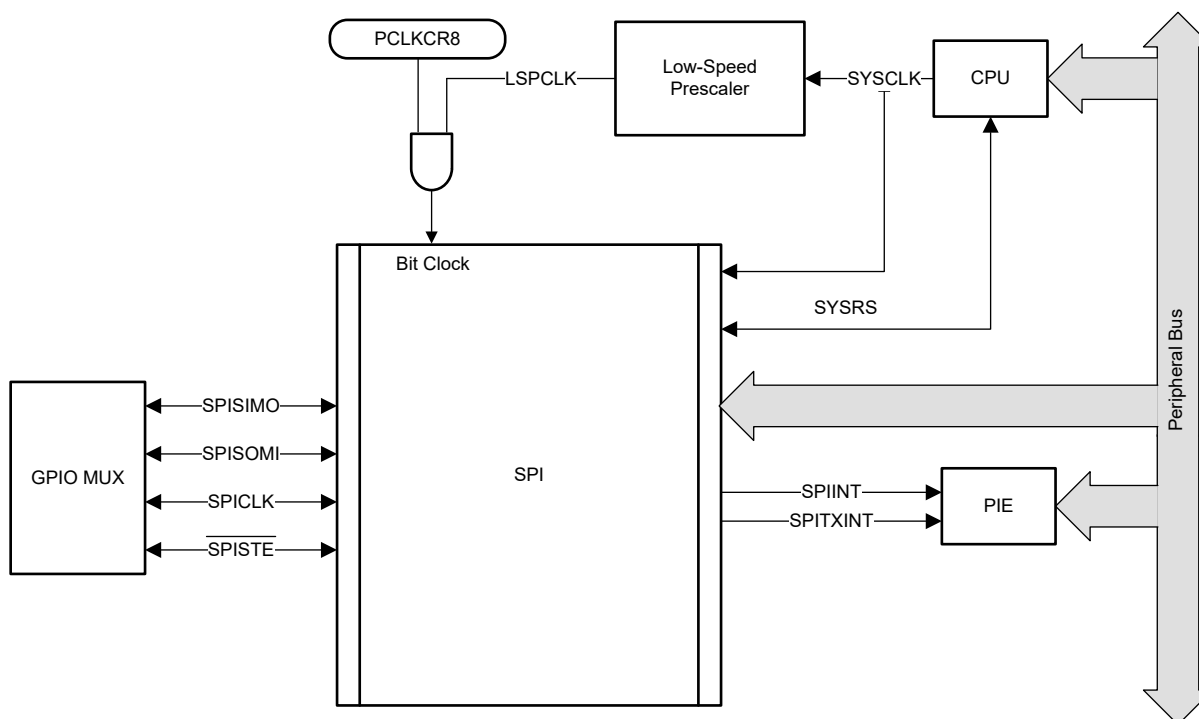 PCLKCR8
LSPCLK
Low-Speed
Prescaler
SYSCLK
CPU
Bit Clock
SYSRS
Peripheral Bus
GPIO MUX
SPISIMO
SPISOMI
SPICLK
SPISTE
SPI
SPIINT
SPITXINT
PIE